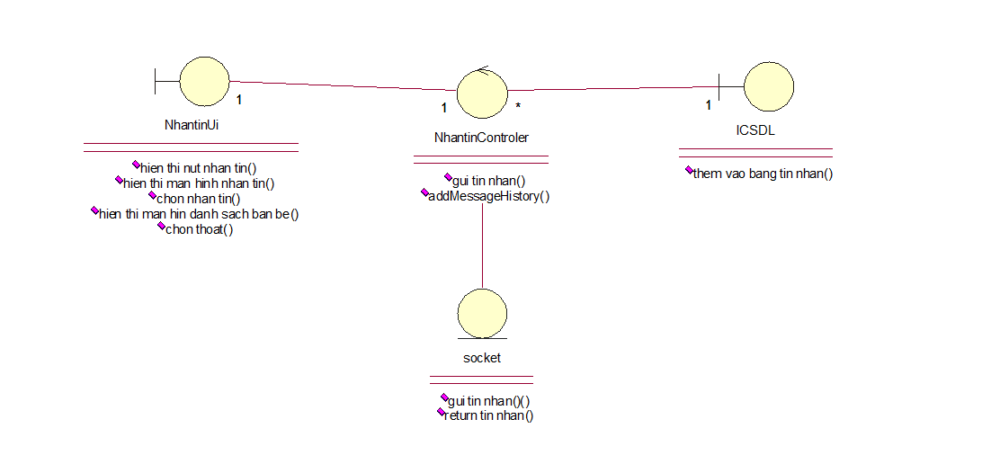 1
1
*
1
NhantinUi
hien thi nut nhan tin()
hien thi man hinh nhan tin()
chon nhan tin()
hien thi man hin danh sach ban be()
chon thoat()
NhantinControler
gui tin nhan()
addMessageHistory()
ICSDL
them vao bang tin nhan()
socket
gui tin nhan()()
return tin nhan()